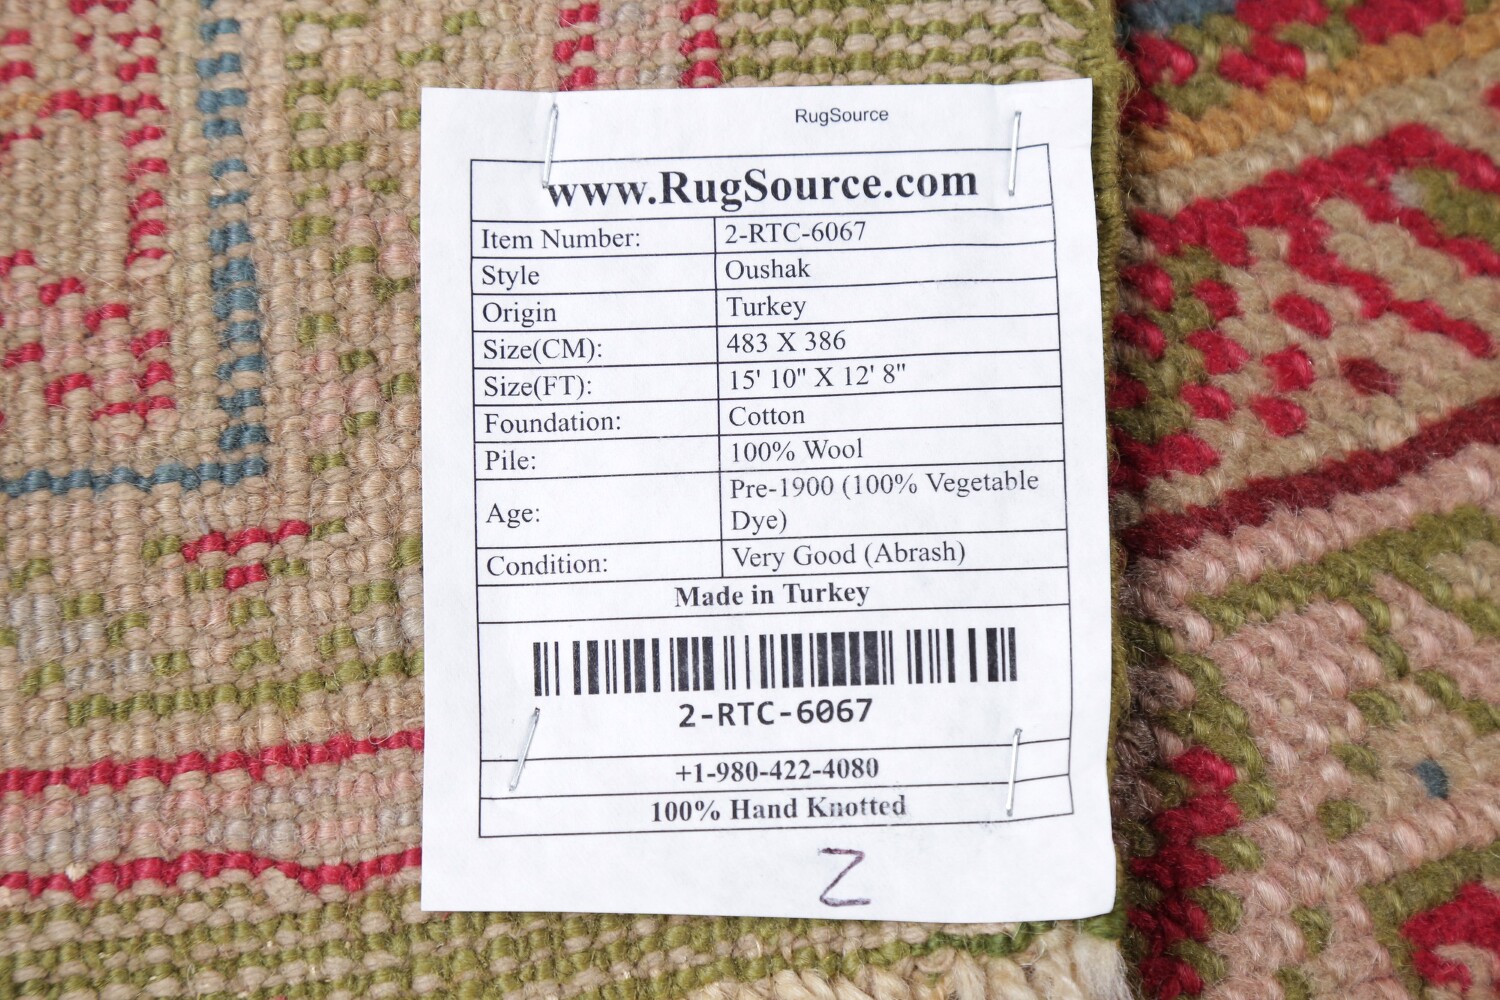 RugSource
www.RugSource.com
Item Number: 2-RTC-6067
Style Oushak
Origin Turkey
Size(CM): 483 X 386
Size(FT): 15' 10" X 12' 8"
Foundation: Cotton
Pile: 100% Wool
Age: Pre-1900 (100% Vegetable
Dye)
Condition: Very Good (Abrash)
Made in Turkey
2-RTC-6067
+1-980-422-4080
100% Hand Knotted
Z